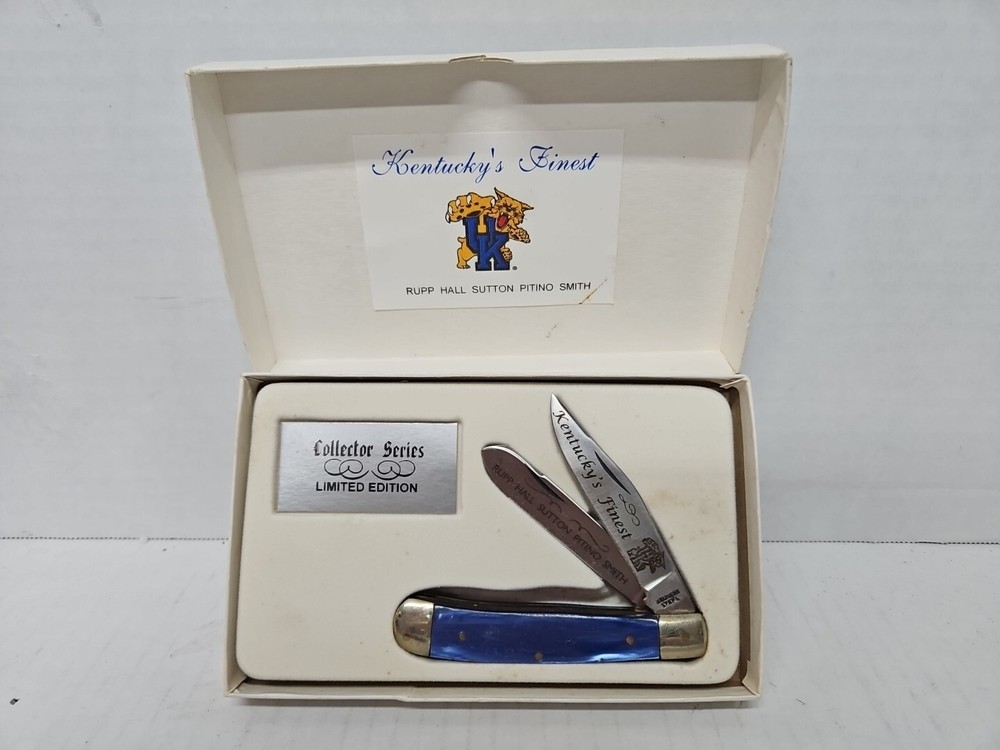 Kentucky's Finest
UK
RUPP HALL SUTTON PITINO SMITH
Collector Series
LIMITED EDITION
Kentucky's Finest
RUPP HALL SUTTON PITINO SMITH